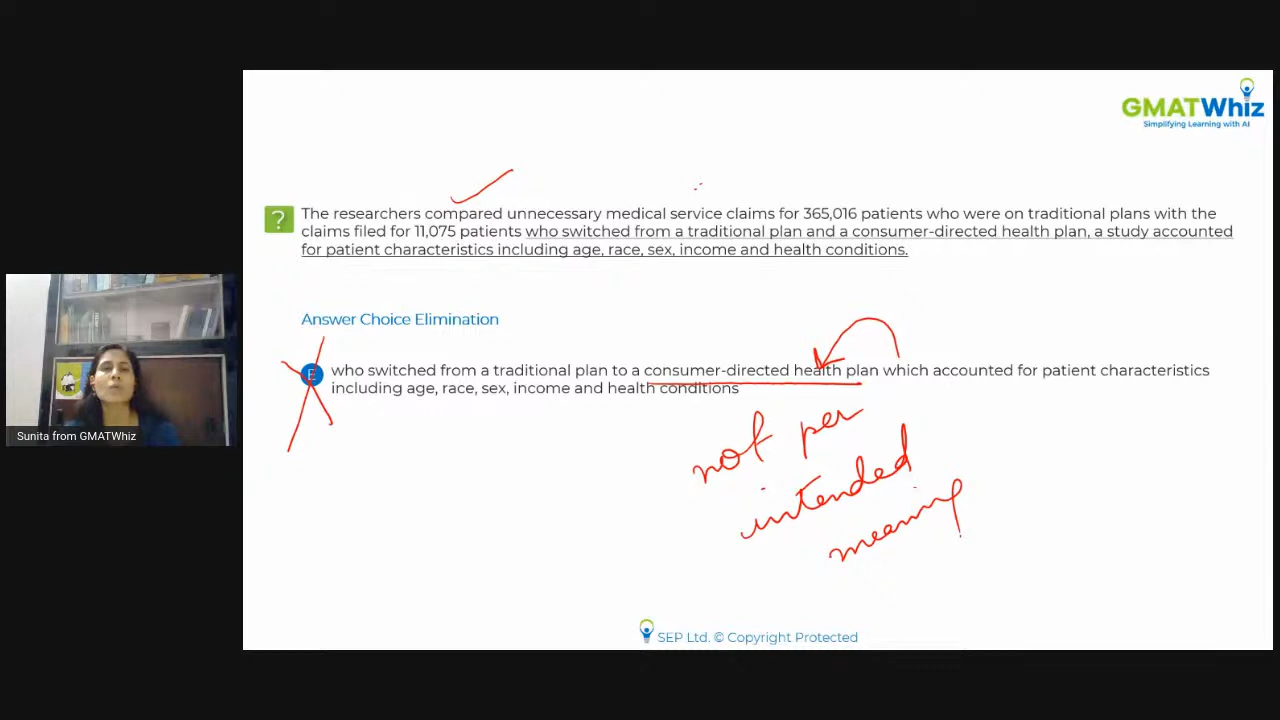 GMATWhiz
Simplifying Learning with AI
?
The researchers compared unnecessary medical service claims for 365,016 patients who were on traditional plans with the
claims filed for 11,075 patients who switched from a traditional plan and a consumer-directed health plan, a study accounted
for patient characteristics including age, race, sex, income and health conditions.
Answer Choice Elimination
E
who switched from a traditional plan to a consumer-directed health plan which accounted for patient characteristics
including age, race, sex, income and health conditions
not per
intended
meaning
Sunita from GMATWhiz
SEP Ltd. © Copyright Protected